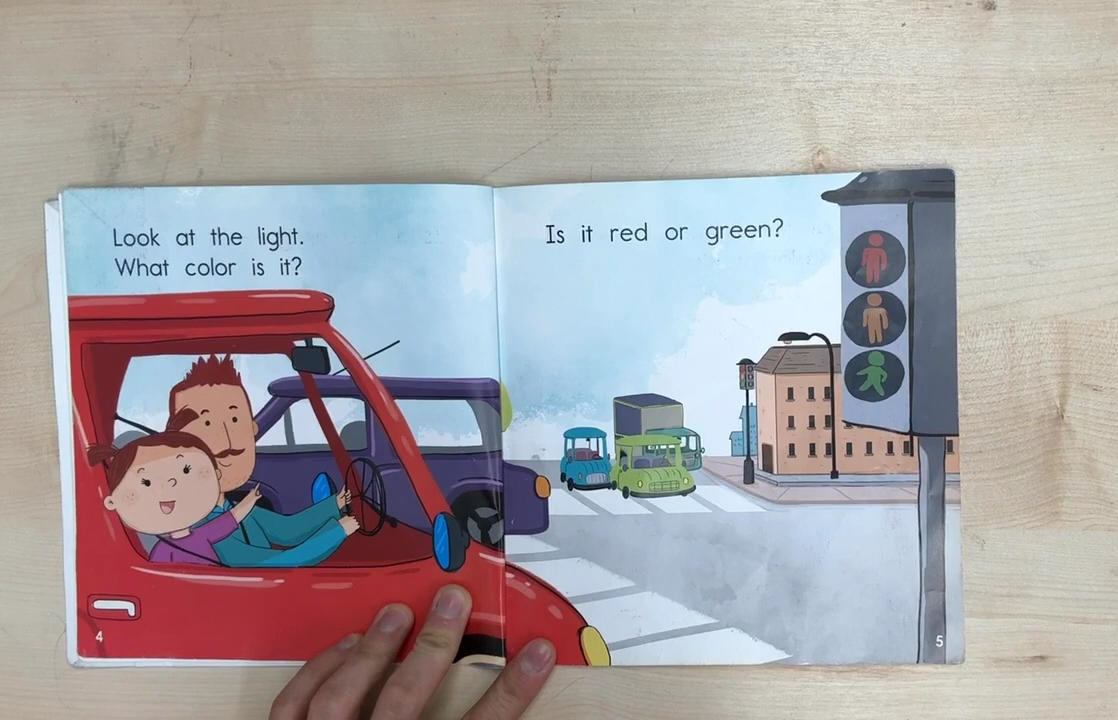 Look at the light.
What color is it?
4
Is it red or green?
5